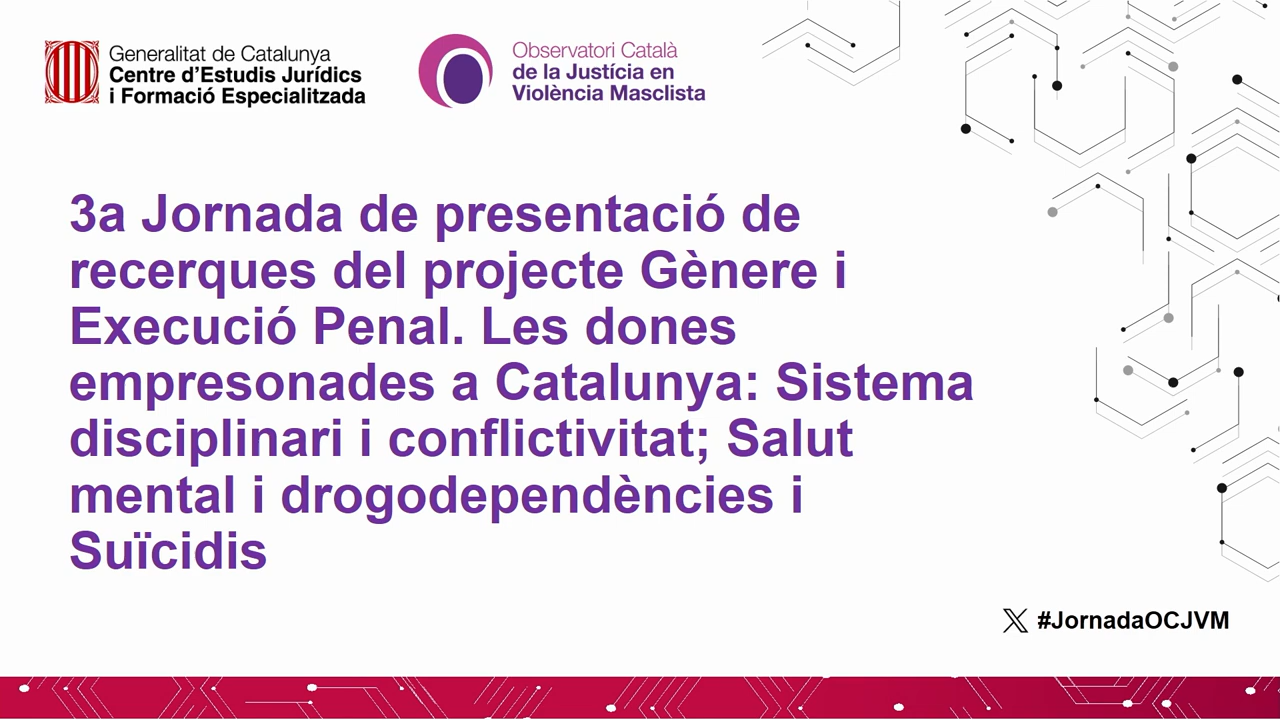 Generalitat de Catalunya
Centre d'Estudis Jurídics
i Formació Especialitzada
Observatori Català
de la Justícia en
Violència Masclista
3a Jornada de presentació de
recerques del projecte Gènere i
Execució Penal. Les dones
empresonades a Catalunya: Sistema
disciplinari i conflictivitat; Salut
mental i drogodependències i
Suïcidis
#JornadaOCJVM